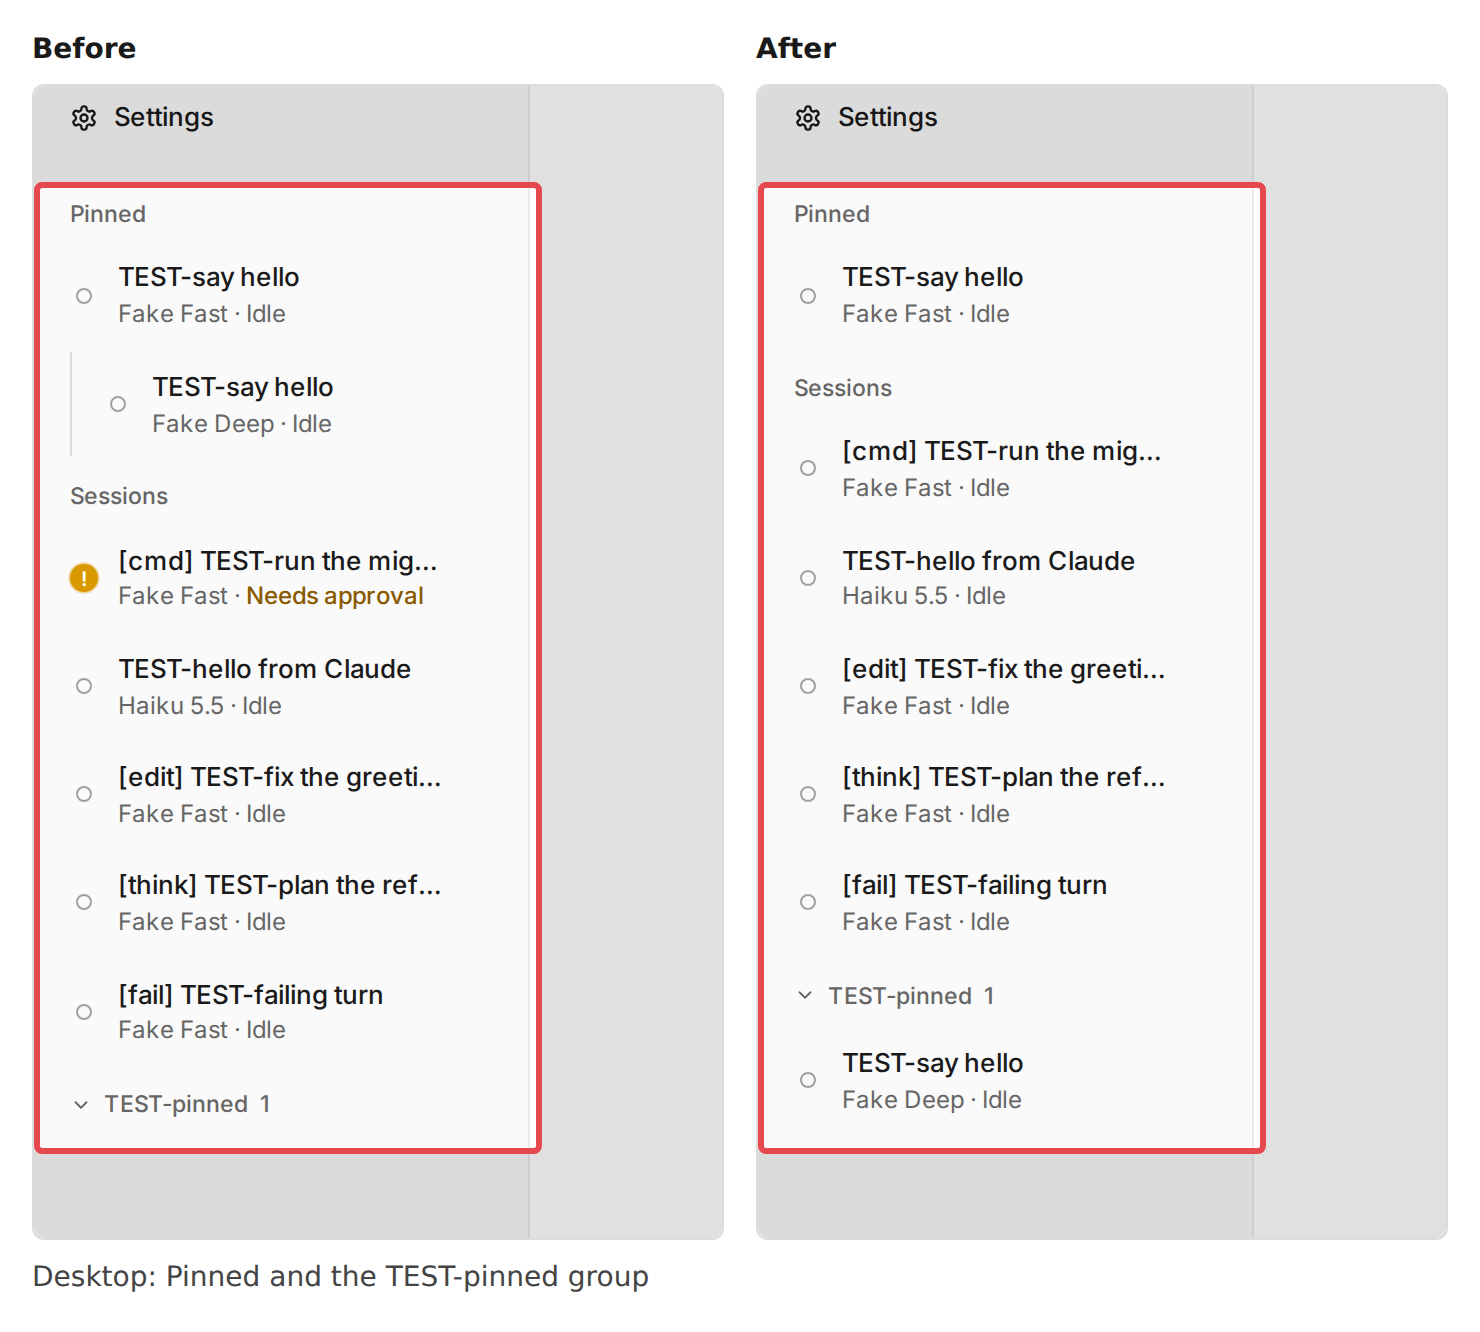 Before
Settings
Pinned
TEST-say hello
Fake Fast · Idle
TEST-say hello
Fake Deep · Idle
Sessions
[cmd] TEST-run the mig...
Fake Fast · Needs approval
TEST-hello from Claude
Haiku 5.5 · Idle
[edit] TEST-fix the greeti...
Fake Fast · Idle
[think] TEST-plan the ref...
Fake Fast · Idle
[fail] TEST-failing turn
Fake Fast · Idle
TEST-pinned 1
After
Settings
Pinned
TEST-say hello
Fake Fast · Idle
Sessions
[cmd] TEST-run the mig...
Fake Fast · Idle
TEST-hello from Claude
Haiku 5.5 · Idle
[edit] TEST-fix the greeti...
Fake Fast · Idle
[think] TEST-plan the ref...
Fake Fast · Idle
[fail] TEST-failing turn
Fake Fast · Idle
TEST-pinned 1
TEST-say hello
Fake Deep · Idle
Desktop: Pinned and the TEST-pinned group